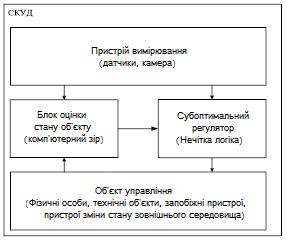 СКУД
Пристрій вимірювання
(датчики, камера)
Блок оцінки
стану об'єкту
(комп'ютерний зір)
Субоптимальний
регулятор
(Нечітка логіка)
Об'єкт управління
(Фізичні особи, технічні об'єкти, запобіжні пристрої,
пристрої зміни стану зовнішнього середовища)